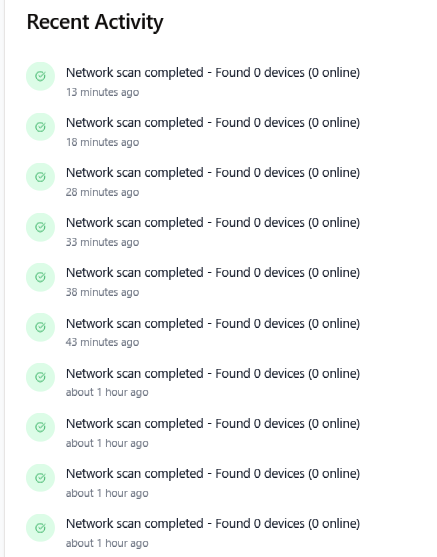 Recent Activity
Network scan completed - Found 0 devices (0 online)
13 minutes ago
Network scan completed - Found 0 devices (0 online)
18 minutes ago
Network scan completed - Found 0 devices (0 online)
28 minutes ago
Network scan completed - Found 0 devices (0 online)
33 minutes ago
Network scan completed - Found 0 devices (0 online)
38 minutes ago
Network scan completed - Found 0 devices (0 online)
43 minutes ago
Network scan completed - Found 0 devices (0 online)
about 1 hour ago
Network scan completed - Found 0 devices (0 online)
about 1 hour ago
Network scan completed - Found 0 devices (0 online)
about 1 hour ago
Network scan completed - Found 0 devices (0 online)
about 1 hour ago